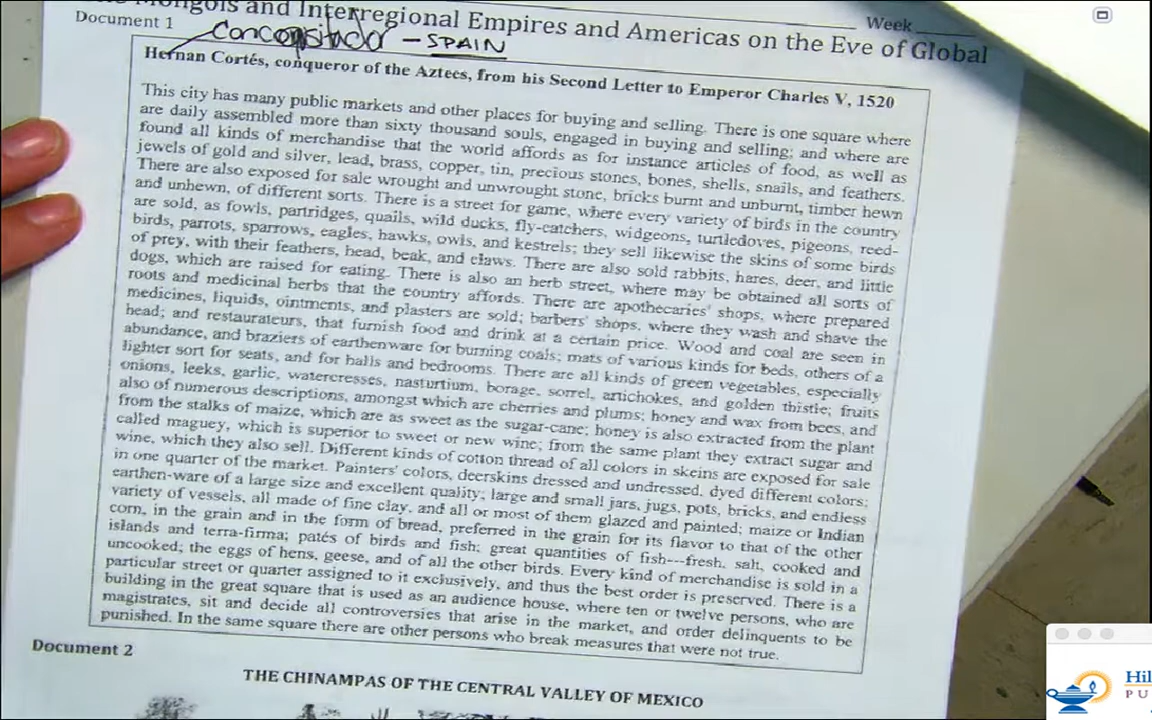 Mongols and Interregional Empires and Americas on the Eve of Global
Week
Document 1
- SPAIN
Hernan Cortés, conqueror of the Aztecs, from his Second Letter to Emperor Charles V, 1520
This city has many public markets and other places for buying and selling. There is one square where
are daily assembled more than sixty thousand souls, engaged in buying and selling; and where are
found all kinds of merchandise that the world affords as for instance articles of food, as well as
jewels of gold and silver, lead, brass, copper, tin, precious stones, bones, shells, snails, and feathers.
There are also exposed for sale wrought and unwrought stone, bricks burnt and unburnt, timber hewn
and unhewn, of different sorts. There is a street for game, where every variety of birds in the country
are sold, as fowls, partridges, quails, wild ducks, fly-catchers, widgeons, turtledoves, pigeons, reed-
birds, parrots, sparrows, eagles, hawks, owls, and kestrels; they sell likewise the skins of some birds
of prey, with their feathers, head, beak, and claws. There are also sold rabbits, hares, deer, and little
dogs, which are raised for eating. There is also an herb street, where may be obtained all sorts of
roots and medicinal herbs that the country affords. There are apothecaries' shops, where prepared
medicines, liquids, ointments, and plasters are sold; barbers' shops, where they wash and shave the
head; and restaurateurs, that furnish food and drink at a certain price. Wood and coal are seen in
abundance, and braziers of earthenware for burning coals; mats of various kinds for beds, others of a
lighter sort for seats, and for halls and bedrooms. There are all kinds of green vegetables, especially
onions, leeks, garlic, watercresses, nasturtium, borage, sorrel, artichokes, and golden thistle; fruits
also of numerous descriptions, amongst which are cherries and plums; honey and wax from bees, and
from the stalks of maize, which are as sweet as the sugar-cane; honey is also extracted from the plant
called maguey, which is superior to sweet or new wine; from the same plant they extract sugar and
wine, which they also sell. Different kinds of cotton thread of all colors in skeins are exposed for sale
in one quarter of the market. Painters' colors, deerskins dressed and undressed, dyed different colors;
earthen-ware of a large size and excellent quality; large and small jars, jugs, pots, bricks, and endless
variety of vessels, all made of fine clay, and all or most of them glazed and painted; maize or Indian
corn, in the grain and in the form of bread, preferred in the grain for its flavor to that of the other
islands and terra-firma; patés of birds and fish; great quantities of fish---fresh, salt, cooked and
uncooked; the eggs of hens, geese, and of all the other birds. Every kind of merchandise is sold in a
particular street or quarter assigned to it exclusively, and thus the best order is preserved. There is a
building in the great square that is used as an audience house, where ten or twelve persons, who are
magistrates, sit and decide all controversies that arise in the market, and order delinquents to be
punished. In the same square there are other persons who break measures that were not true.
Document 2
THE CHINAMPAS OF THE CENTRAL VALLEY OF MEXICO
Hil
PU